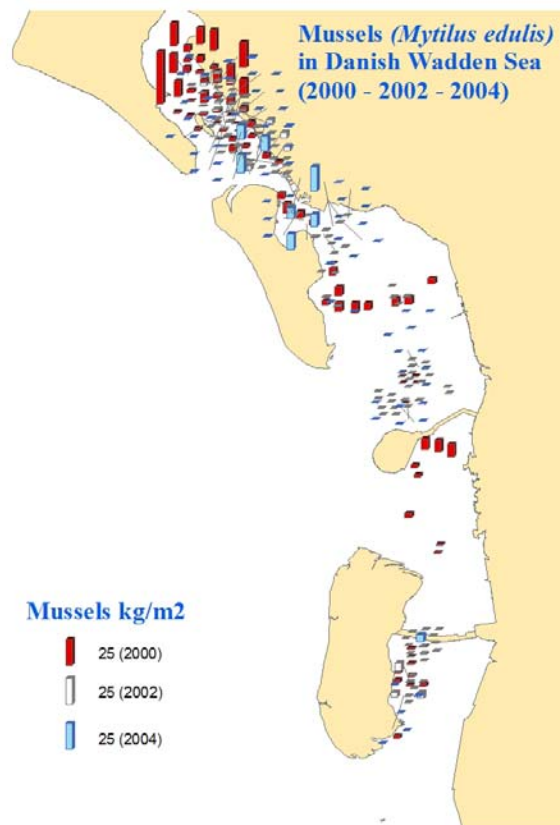 Mussels (Mytilus edulis)
in Danish Wadden Sea
(2000 - 2002 - 2004)
Mussels kg/m2
25 (2000)
25 (2002)
25 (2004)